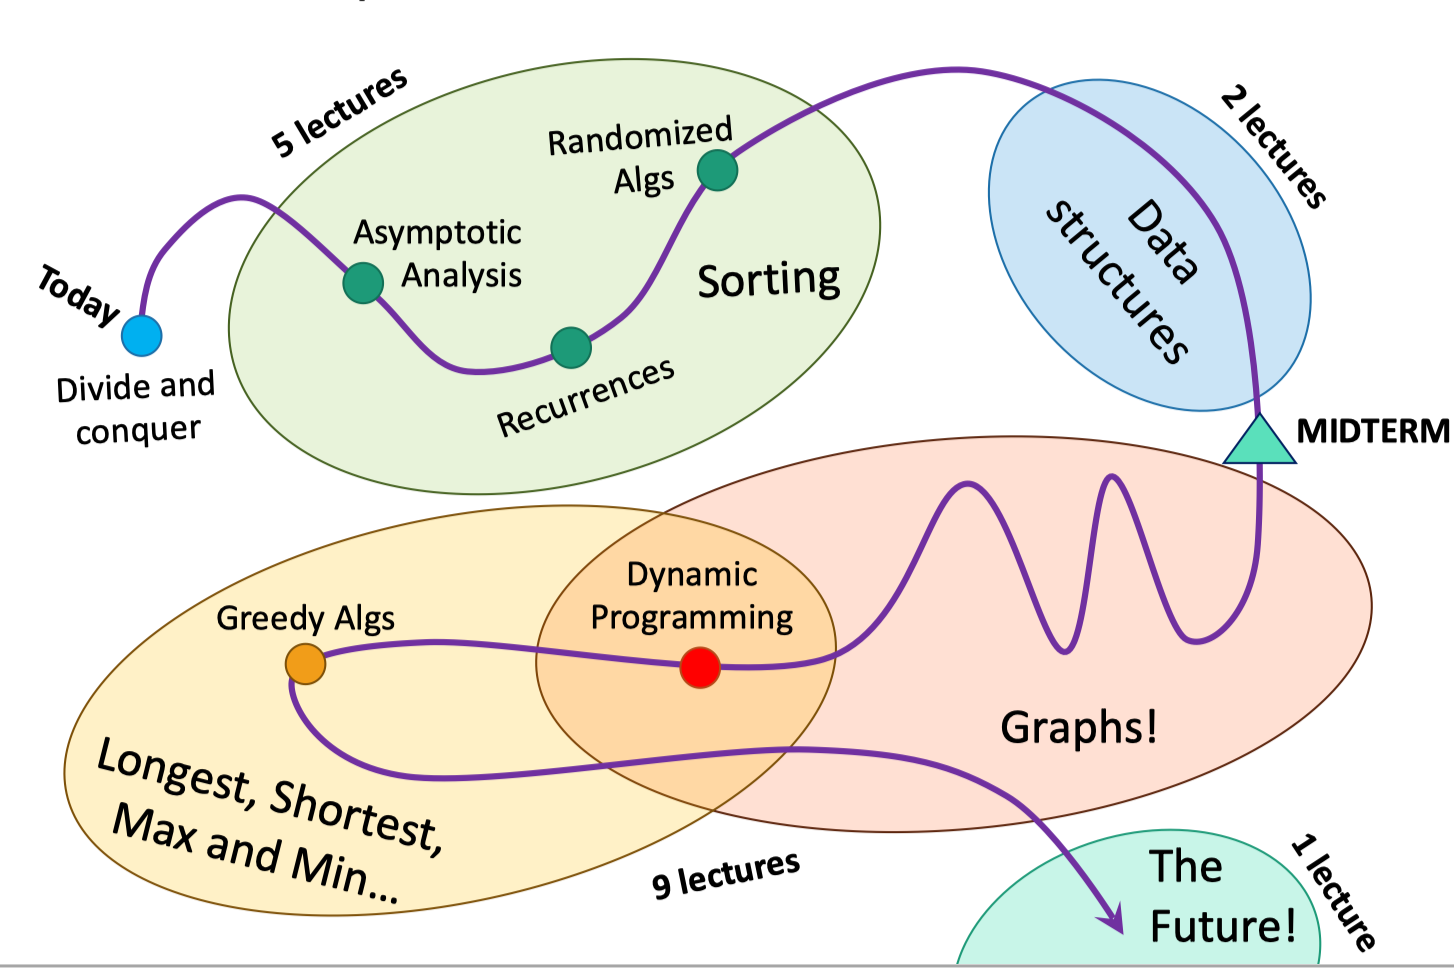 5 lectures
Randomized
Algs
Asymptotic
Analysis
Sorting
Recurrences
Today
Divide and
conquer
2 lectures
Data
structures
MIDTERM
Dynamic
Programming
Greedy Algs
Graphs!
Longest, Shortest,
Max and Min...
9 lectures
The
Future!
1 lecture